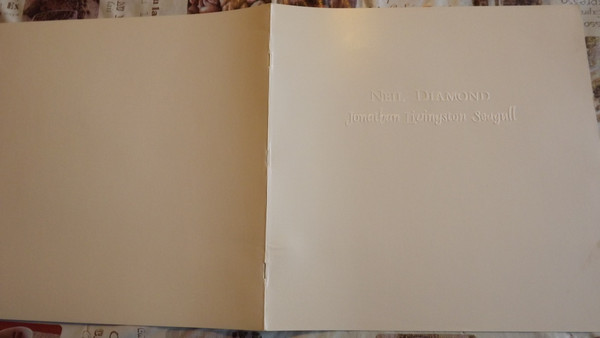 NEIL DIAMOND
Jonathan Livingston Seagull